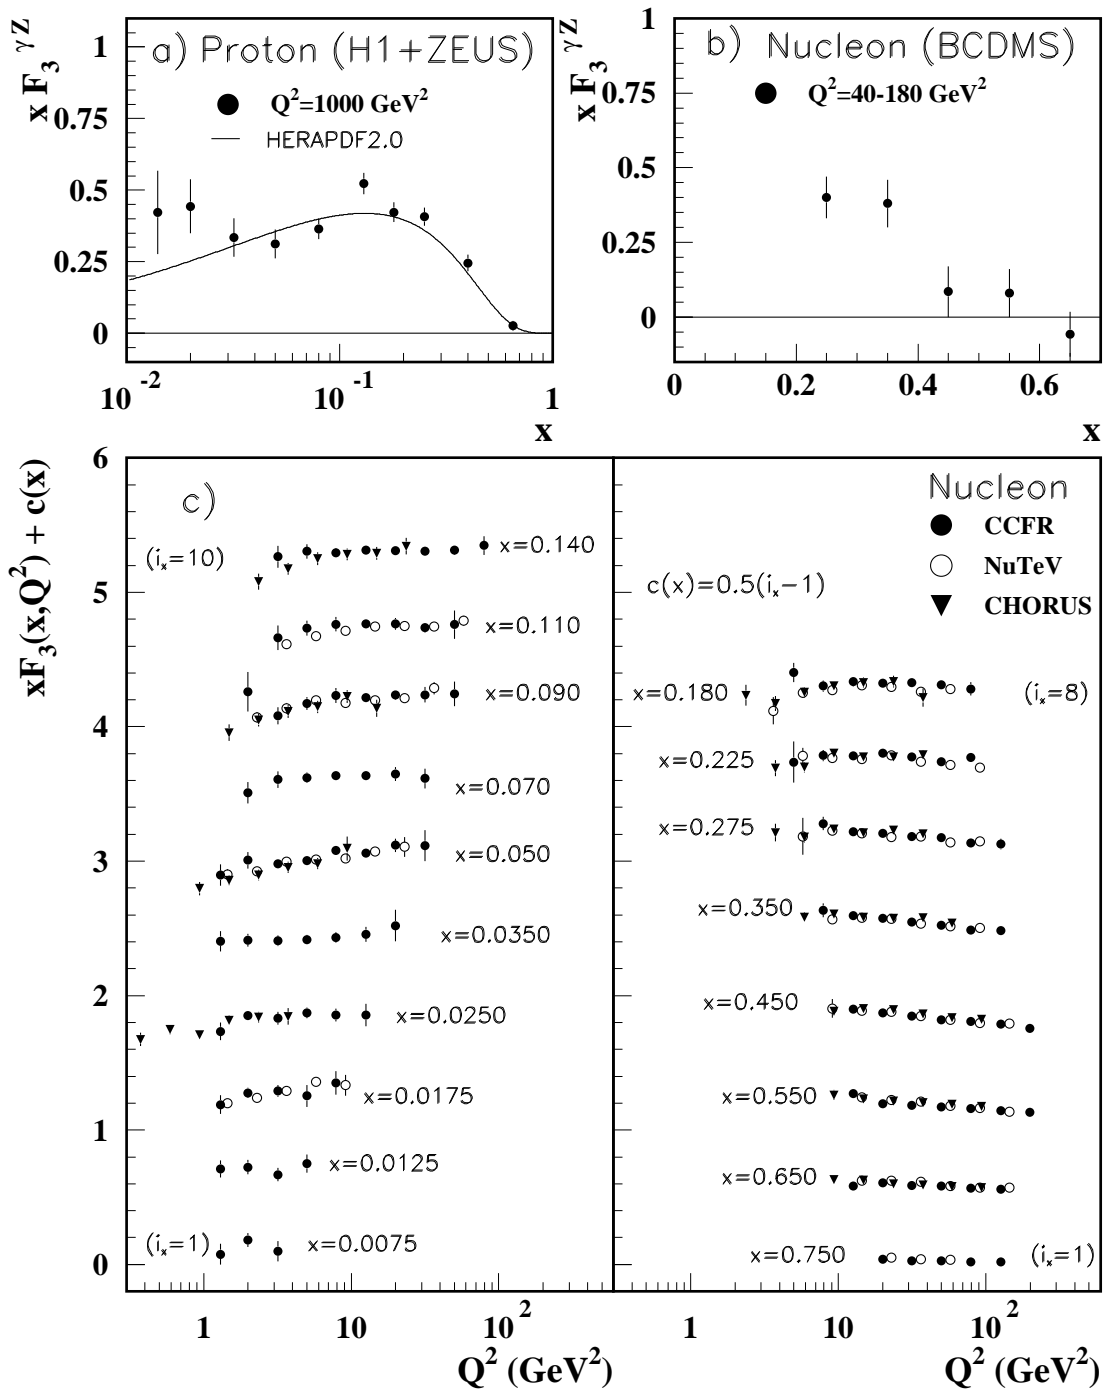 a) Proton (H1+ZEUS)
Q²=1000 GeV²
HERAPDF2.0
x F₃ γZ
1
0.75
0.5
0.25
0
10⁻²
10⁻¹
1
x
b) Nucleon (BCDMS)
Q²=40-180 GeV²
x F₃ γZ
1
0.75
0.5
0.25
0
0
0.2
0.4
0.6
x
xF₃(x,Q²) + c(x)
6
5
4
3
2
1
0
c)
(iₓ=10)
x=0.140
x=0.110
x=0.090
x=0.070
x=0.050
x=0.0350
x=0.0250
x=0.0175
x=0.0125
(iₓ=1)
x=0.0075
1
10
10²
Q² (GeV²)
Nucleon
CCFR
NuTeV
CHORUS
c(x)=0.5(iₓ−1)
x=0.180
(iₓ=8)
x=0.225
x=0.275
x=0.350
x=0.450
x=0.550
x=0.650
x=0.750
(iₓ=1)
1
10
10²
Q² (GeV²)